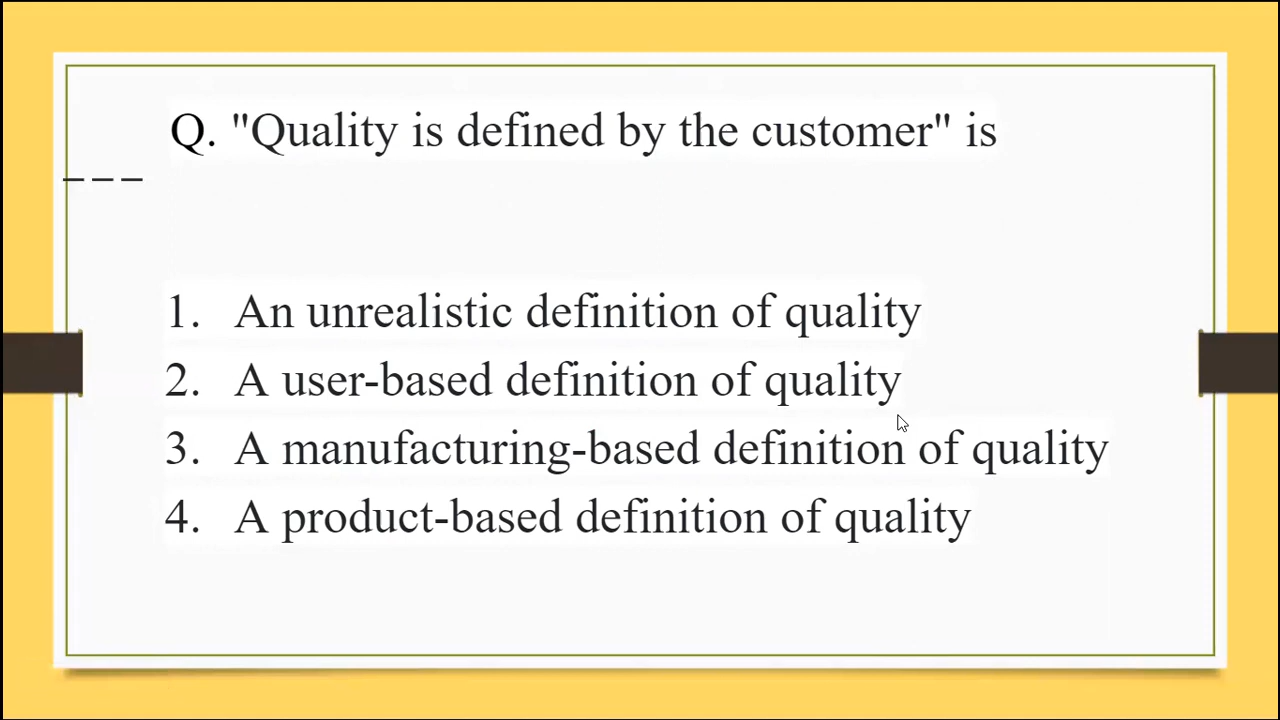 Q. "Quality is defined by the customer" is
_ _ _
1. An unrealistic definition of quality
2. A user-based definition of quality
3. A manufacturing-based definition of quality
4. A product-based definition of quality